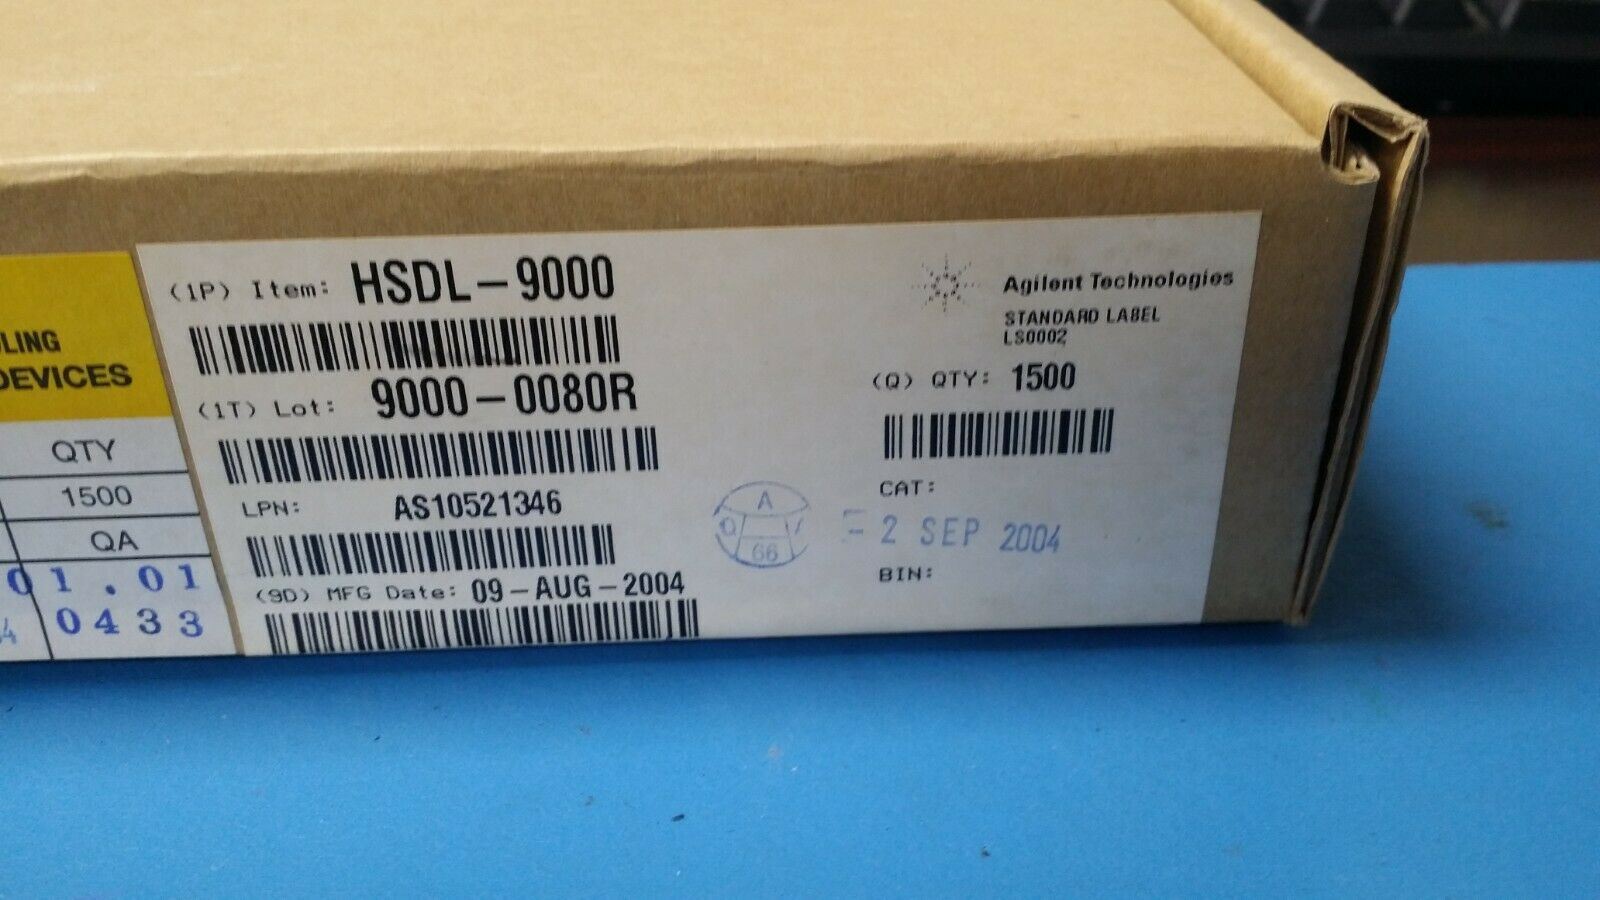 LING
DEVICES
QTY
1500
QA
01.01
0433
(1P) Item: HSDL-9000
(1T) Lot: 9000-0080R
LPN: AS10521346
(9D) MFG Date: 09-AUG-2004
Agilent Technologies
STANDARD LABEL
LS0002
(Q) QTY: 1500
CAT:
- 2 SEP 2004
BIN:
A
Q
66